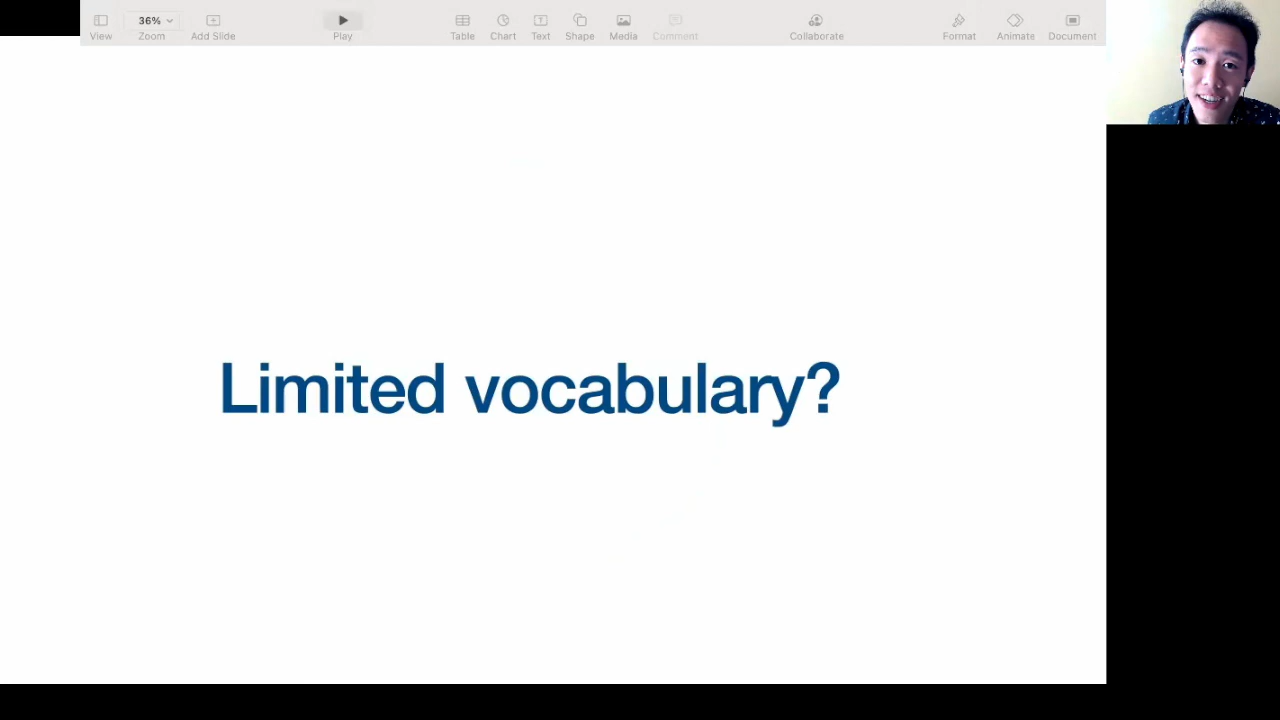 36%
View Zoom Add Slide Play Table Chart Text Shape Media Comment Collaborate Format Animate Document
Limited vocabulary?